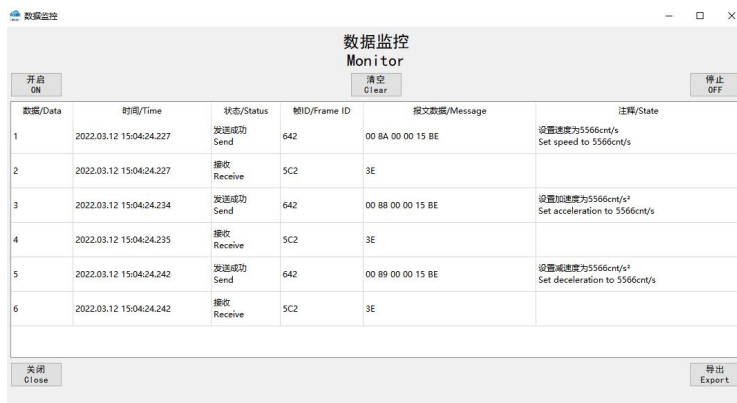 数据监控
数据监控
Monitor
开启
ON
清空
Clear
停止
OFF
数据/Data 时间/Time 状态/Status 帧ID/Frame ID 报文数据/Message 注释/State
1 2022.03.12 15:04:24.227 发送成功 Send 642 00 8A 00 00 15 BE 设置速度为5566cnt/s Set speed to 5566cnt/s
2 2022.03.12 15:04:24.227 接收 Receive 5C2 3E
3 2022.03.12 15:04:24.234 发送成功 Send 642 00 88 00 00 15 BE 设置加速度为5566cnt/s² Set acceleration to 5566cnt/s
4 2022.03.12 15:04:24.235 接收 Receive 5C2 3E
5 2022.03.12 15:04:24.242 发送成功 Send 642 00 89 00 00 15 BE 设置减速度为5566cnt/s² Set deceleration to 5566cnt/s
6 2022.03.12 15:04:24.242 接收 Receive 5C2 3E
关闭
Close
导出
Export